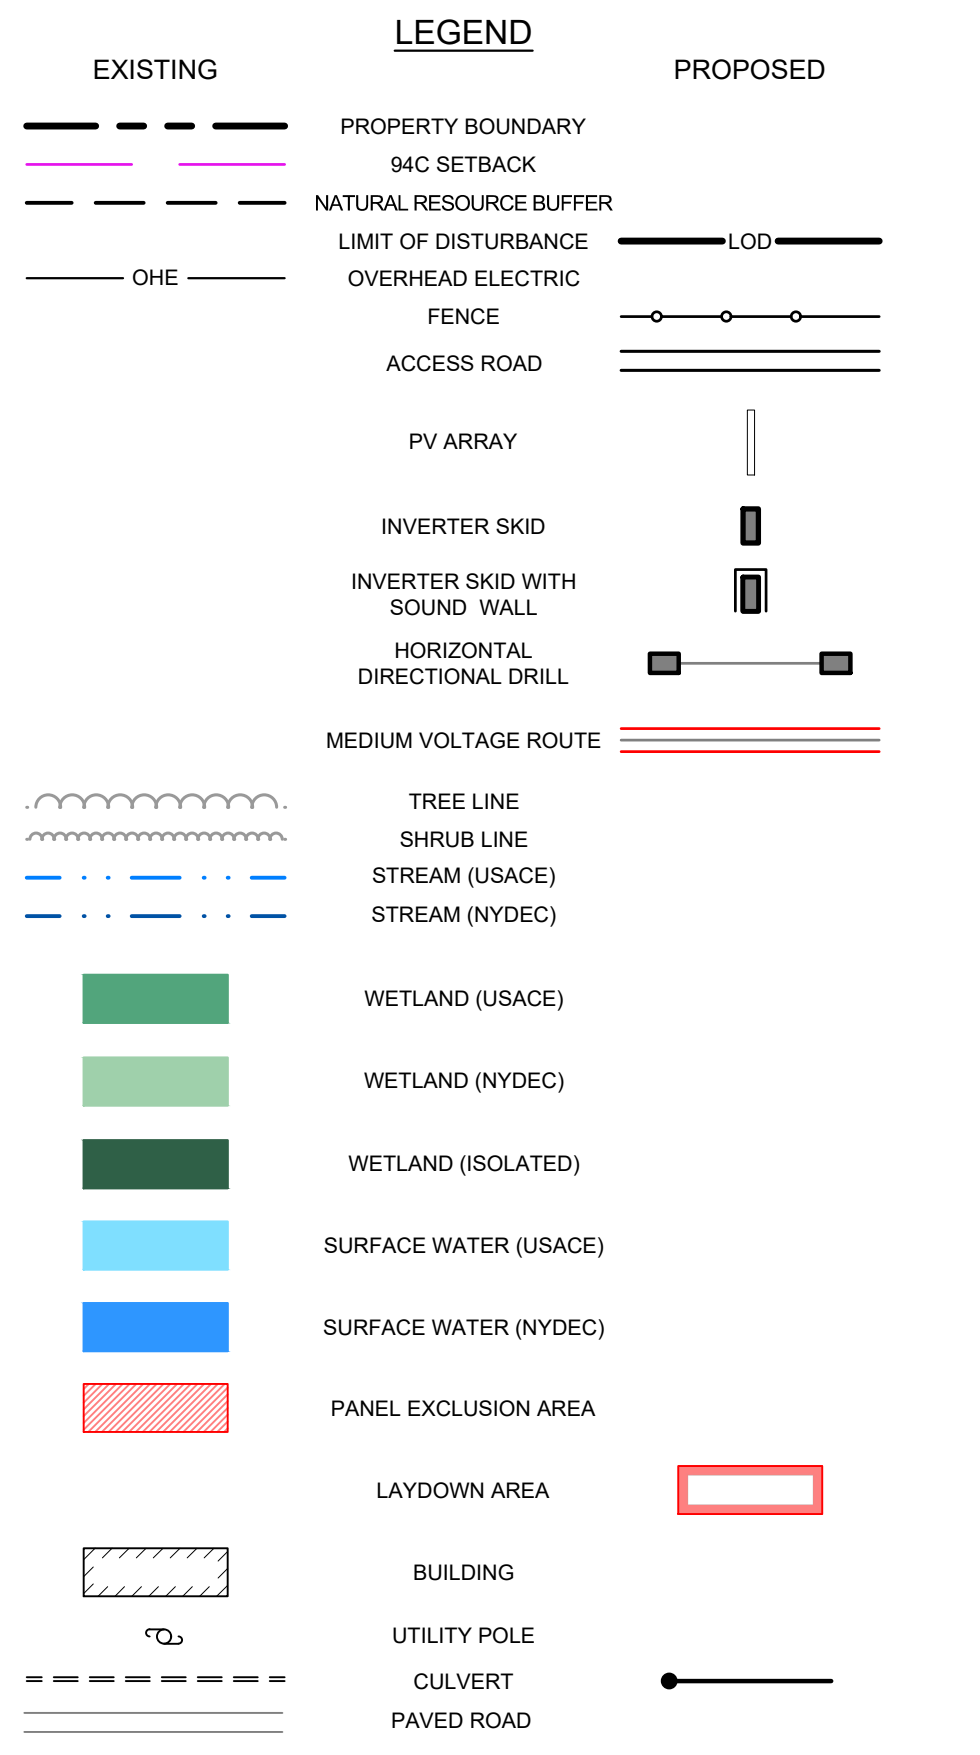 LEGEND
EXISTING
PROPOSED
PROPERTY BOUNDARY
94C SETBACK
NATURAL RESOURCE BUFFER
LIMIT OF DISTURBANCE
LOD
OHE
OVERHEAD ELECTRIC
FENCE
ACCESS ROAD
PV ARRAY
INVERTER SKID
INVERTER SKID WITH
SOUND WALL
HORIZONTAL
DIRECTIONAL DRILL
MEDIUM VOLTAGE ROUTE
TREE LINE
SHRUB LINE
STREAM (USACE)
STREAM (NYDEC)
WETLAND (USACE)
WETLAND (NYDEC)
WETLAND (ISOLATED)
SURFACE WATER (USACE)
SURFACE WATER (NYDEC)
PANEL EXCLUSION AREA
LAYDOWN AREA
BUILDING
UTILITY POLE
CULVERT
PAVED ROAD